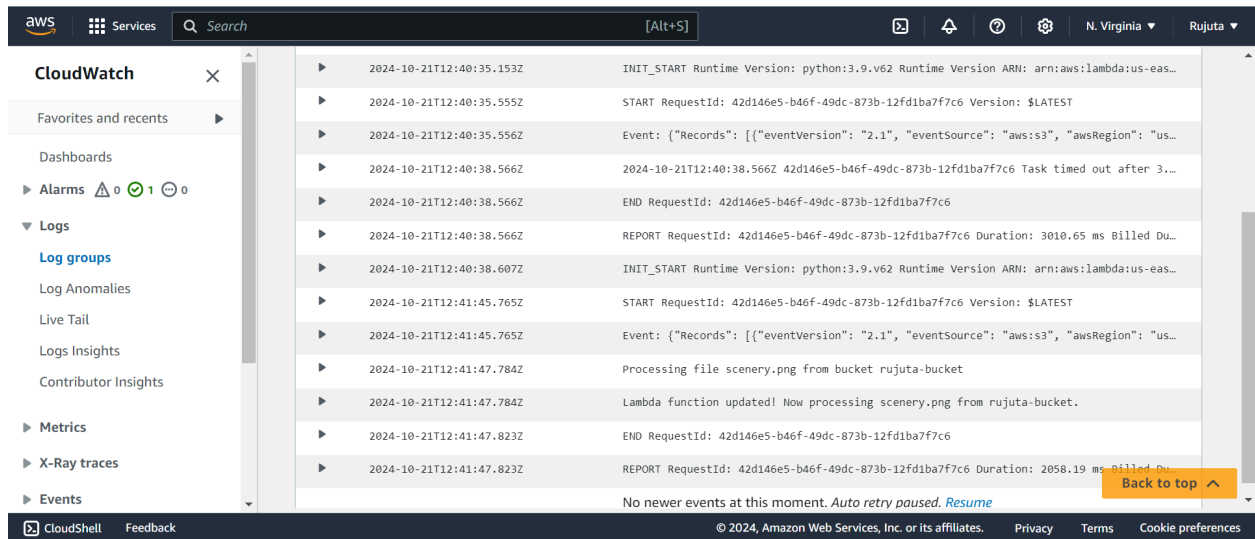 aws Services Search [Alt+S] N. Virginia Rujuta
CloudWatch
Favorites and recents
Dashboards
Alarms 0 1 0
Logs
Log groups
Log Anomalies
Live Tail
Logs Insights
Contributor Insights
Metrics
X-Ray traces
Events
2024-10-21T12:40:35.153Z INIT_START Runtime Version: python:3.9.v62 Runtime Version ARN: arn:aws:lambda:us-eas…
2024-10-21T12:40:35.555Z START RequestId: 42d146e5-b46f-49dc-873b-12fd1ba7f7c6 Version: $LATEST
2024-10-21T12:40:35.556Z Event: {"Records": [{"eventVersion": "2.1", "eventSource": "aws:s3", "awsRegion": "us…
2024-10-21T12:40:38.566Z 2024-10-21T12:40:38.566Z 42d146e5-b46f-49dc-873b-12fd1ba7f7c6 Task timed out after 3.…
2024-10-21T12:40:38.566Z END RequestId: 42d146e5-b46f-49dc-873b-12fd1ba7f7c6
2024-10-21T12:40:38.566Z REPORT RequestId: 42d146e5-b46f-49dc-873b-12fd1ba7f7c6 Duration: 3010.65 ms Billed Du…
2024-10-21T12:40:38.607Z INIT_START Runtime Version: python:3.9.v62 Runtime Version ARN: arn:aws:lambda:us-eas…
2024-10-21T12:41:45.765Z START RequestId: 42d146e5-b46f-49dc-873b-12fd1ba7f7c6 Version: $LATEST
2024-10-21T12:41:45.765Z Event: {"Records": [{"eventVersion": "2.1", "eventSource": "aws:s3", "awsRegion": "us…
2024-10-21T12:41:47.784Z Processing file scenery.png from bucket rujuta-bucket
2024-10-21T12:41:47.784Z Lambda function updated! Now processing scenery.png from rujuta-bucket.
2024-10-21T12:41:47.823Z END RequestId: 42d146e5-b46f-49dc-873b-12fd1ba7f7c6
2024-10-21T12:41:47.823Z REPORT RequestId: 42d146e5-b46f-49dc-873b-12fd1ba7f7c6 Duration: 2058.19 ms Billed Du…
Back to top
No newer events at this moment. Auto retry paused. Resume
CloudShell Feedback © 2024, Amazon Web Services, Inc. or its affiliates. Privacy Terms Cookie preferences